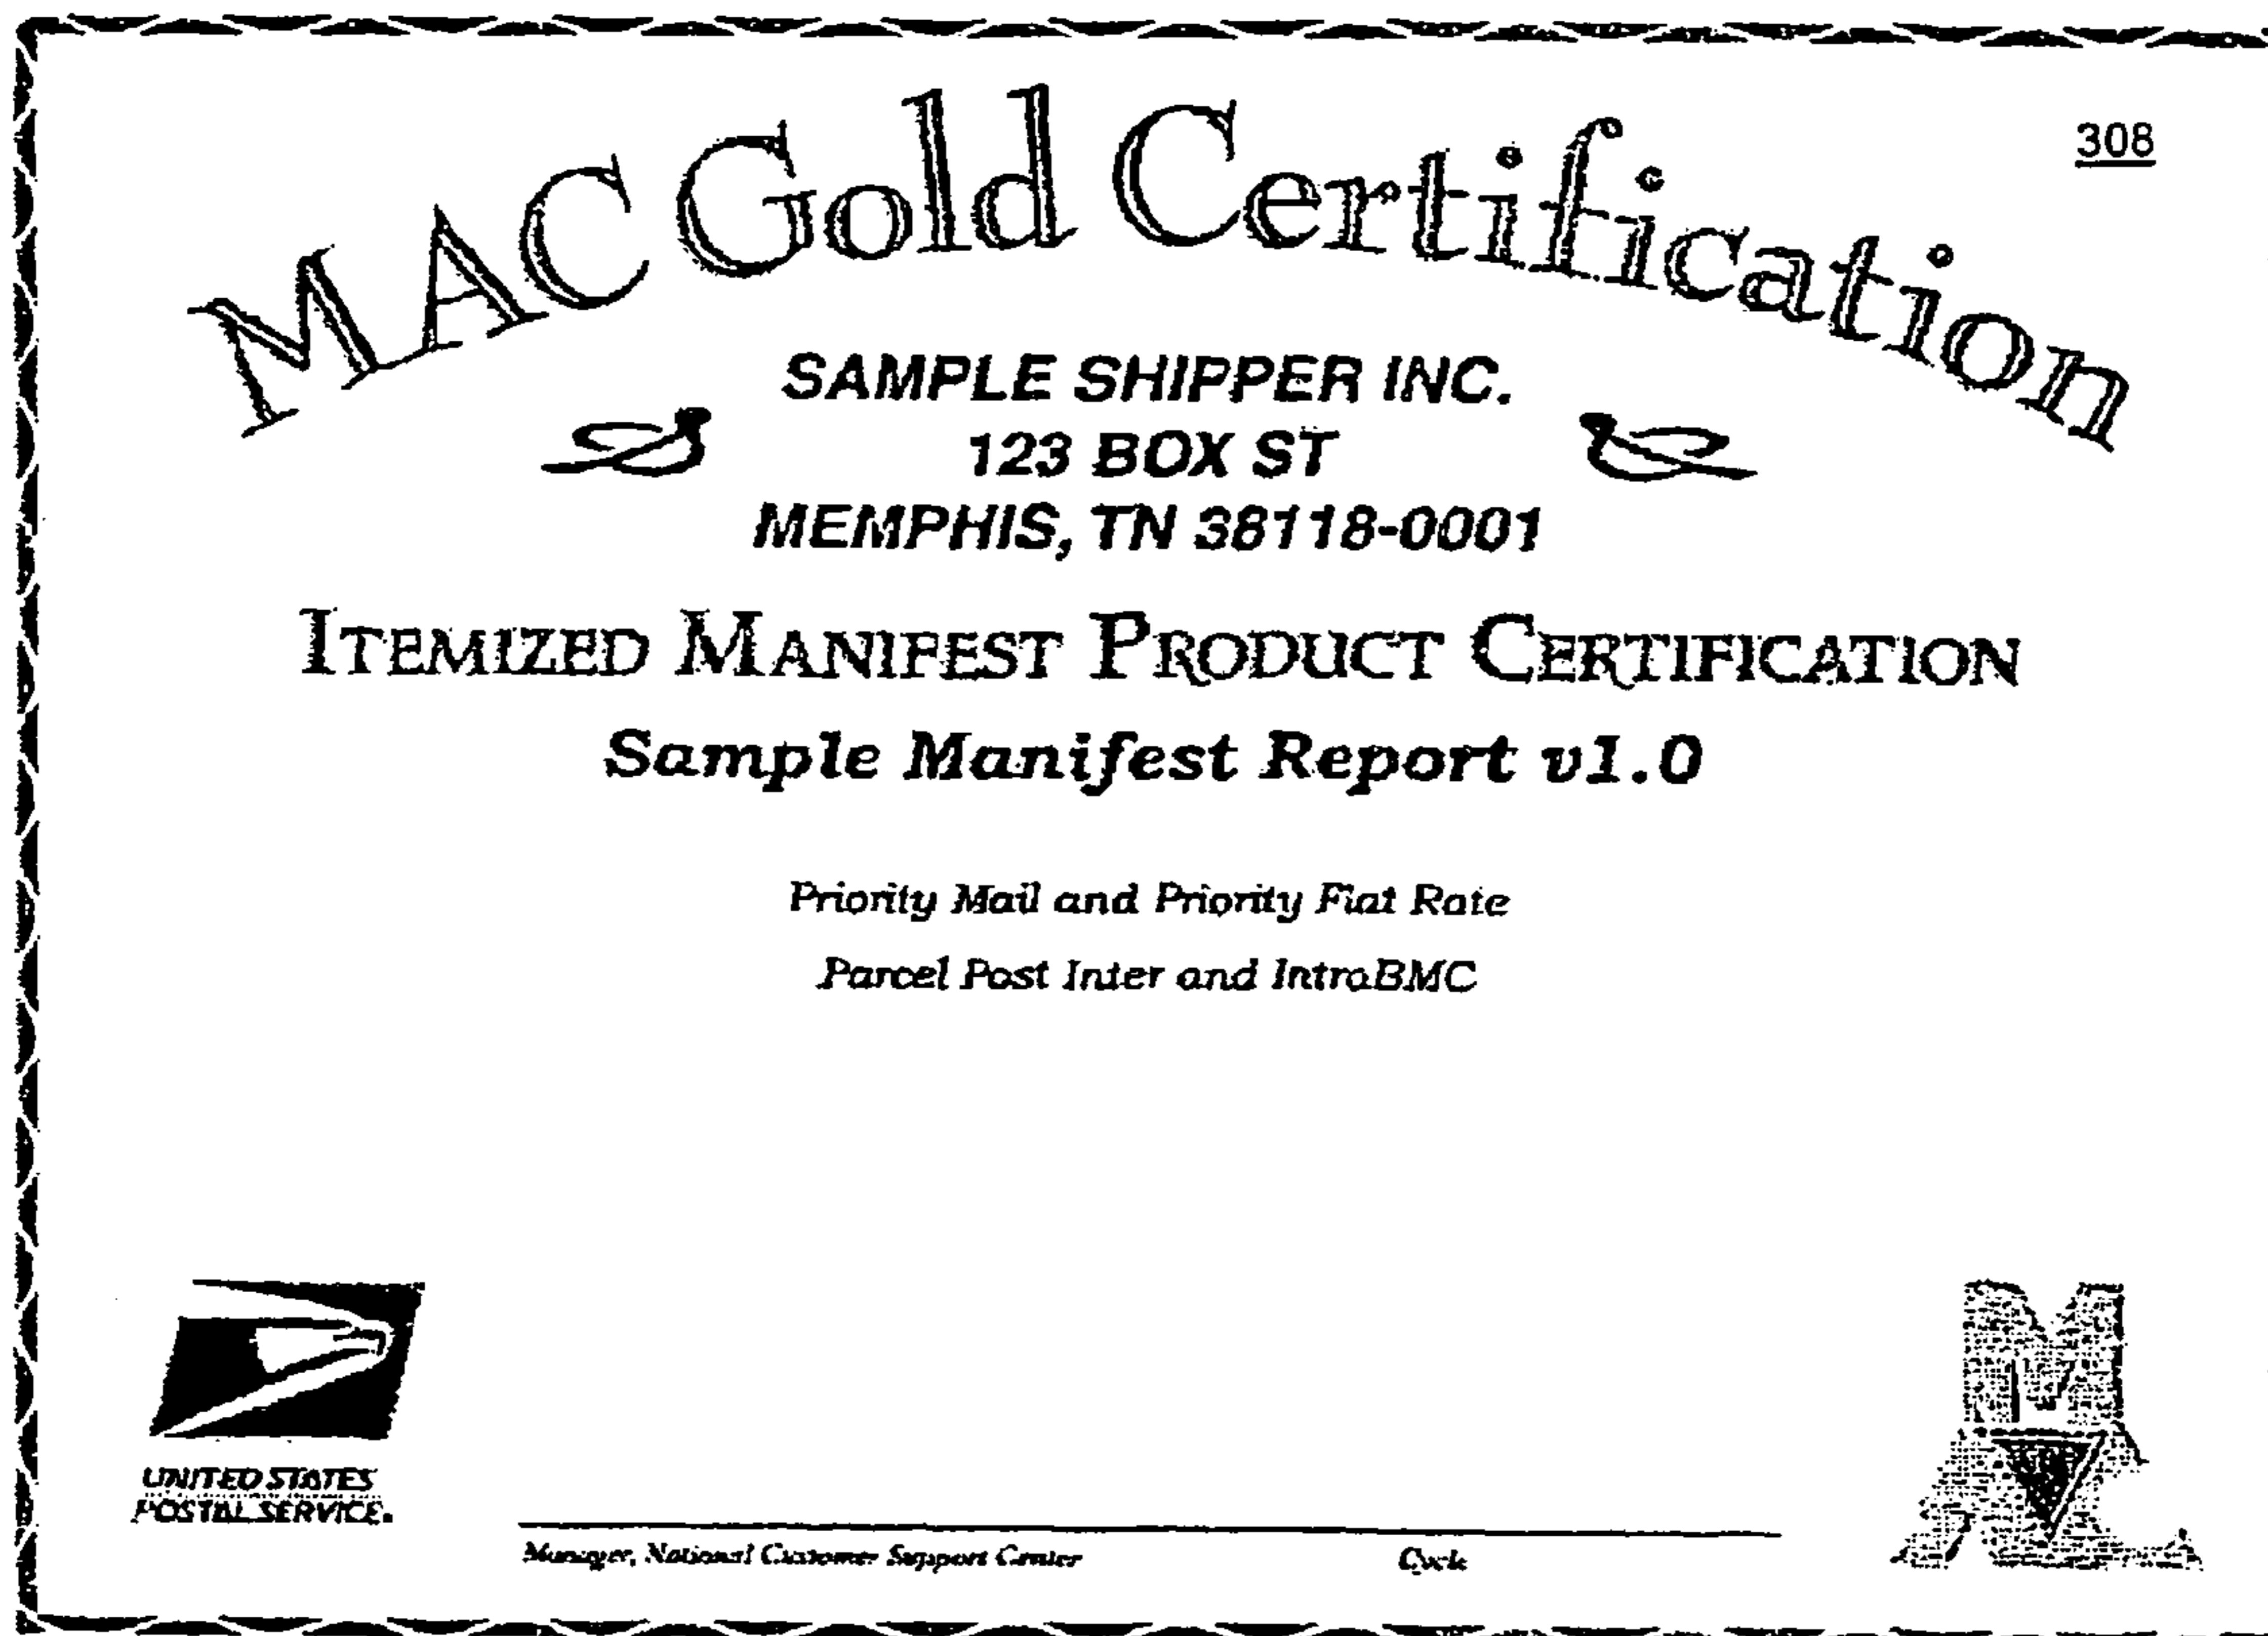 308
MAC Gold Certification
SAMPLE SHIPPER INC.
123 BOX ST
MEMPHIS, TN 38118-0001
ITEMIZED MANIFEST PRODUCT CERTIFICATION
Sample Manifest Report v1.0
Priority Mail and Priority Flat Rate
Parcel Post Inter and IntraBMC
UNITED STATES
POSTAL SERVICE.
Manager, National Customer Support Center Cycle
MAC